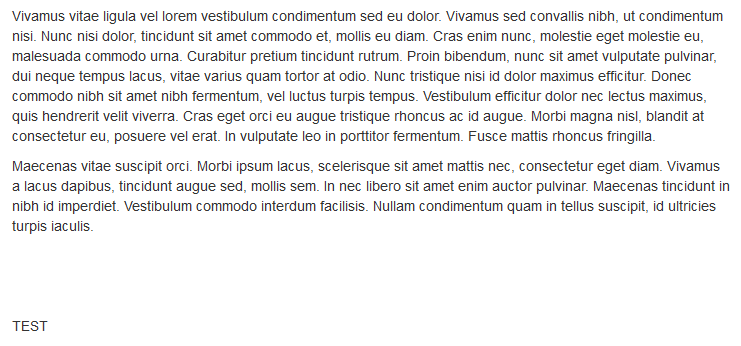 Vivamus vitae ligula vel lorem vestibulum condimentum sed eu dolor. Vivamus sed convallis nibh, ut condimentum
nisi. Nunc nisi dolor, tincidunt sit amet commodo et, mollis eu diam. Cras enim nunc, molestie eget molestie eu,
malesuada commodo urna. Curabitur pretium tincidunt rutrum. Proin bibendum, nunc sit amet vulputate pulvinar,
dui neque tempus lacus, vitae varius quam tortor at odio. Nunc tristique nisi id dolor maximus efficitur. Donec
commodo nibh sit amet nibh fermentum, vel luctus turpis tempus. Vestibulum efficitur dolor nec lectus maximus,
quis hendrerit velit viverra. Cras eget orci eu augue tristique rhoncus ac id augue. Morbi magna nisl, blandit at
consectetur eu, posuere vel erat. In vulputate leo in porttitor fermentum. Fusce mattis rhoncus fringilla.
Maecenas vitae suscipit orci. Morbi ipsum lacus, scelerisque sit amet mattis nec, consectetur eget diam. Vivamus
a lacus dapibus, tincidunt augue sed, mollis sem. In nec libero sit amet enim auctor pulvinar. Maecenas tincidunt in
nibh id imperdiet. Vestibulum commodo interdum facilisis. Nullam condimentum quam in tellus suscipit, id ultricies
turpis iaculis.
TEST